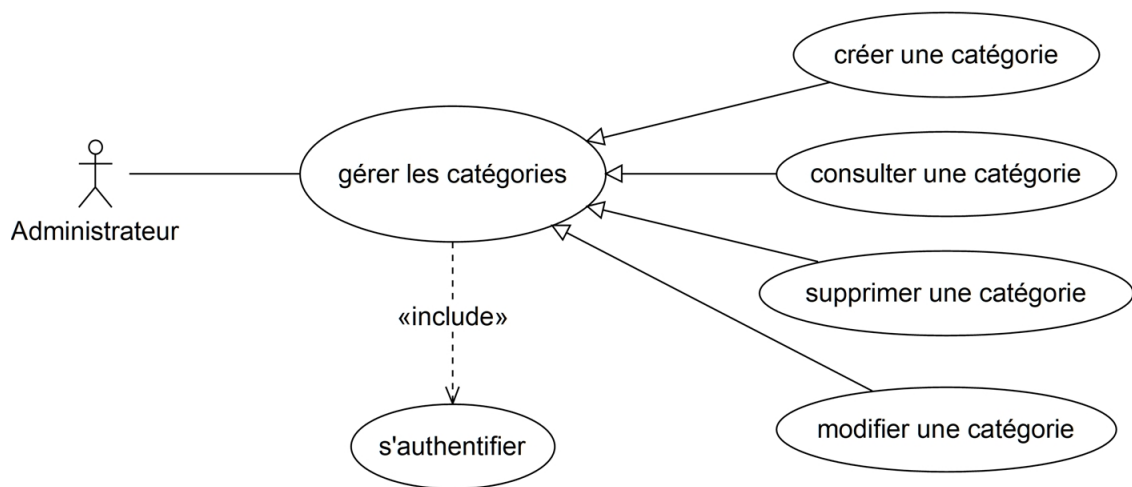 créer une catégorie
gérer les catégories
consulter une catégorie
Administrateur
supprimer une catégorie
«include»
modifier une catégorie
s'authentifier